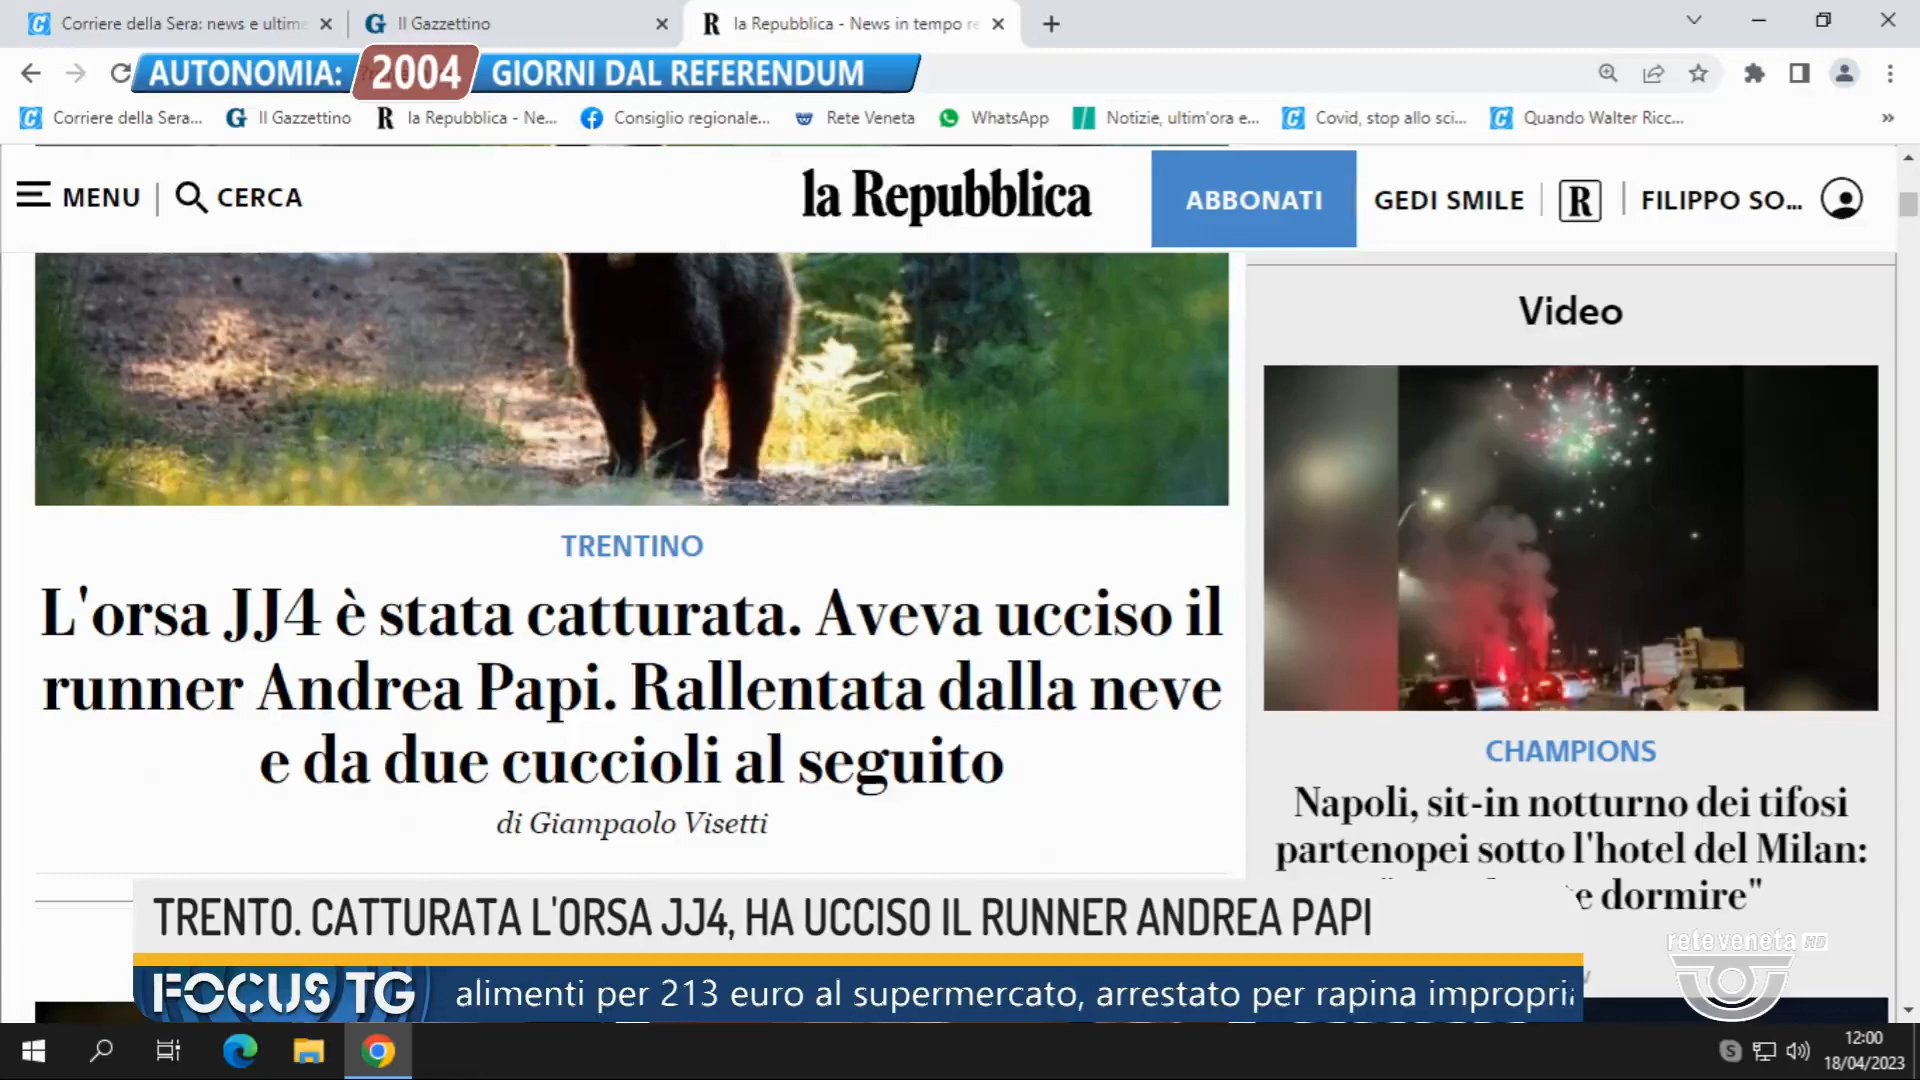 Corriere della Sera: news e ultime
Il Gazzettino
la Repubblica - News in tempo re
AUTONOMIA: 2004 GIORNI DAL REFERENDUM
Corriere della Sera...
Il Gazzettino
la Repubblica - Ne...
Consiglio regionale...
Rete Veneta
WhatsApp
Notizie, ultim'ora e...
Covid, stop allo sci...
Quando Walter Ricc...
MENU
CERCA
la Repubblica
ABBONATI
GEDI SMILE
R
FILIPPO SO...
TRENTINO
L'orsa JJ4 è stata catturata. Aveva ucciso il
runner Andrea Papi. Rallentata dalla neve
e da due cuccioli al seguito
di Giampaolo Visetti
Video
CHAMPIONS
Napoli, sit-in notturno dei tifosi
partenopei sotto l'hotel del Milan:
dormire"
TRENTO. CATTURATA L'ORSA JJ4, HA UCCISO IL RUNNER ANDREA PAPI
reteveneta HD
FOCUS TG
alimenti per 213 euro al supermercato, arrestato per rapina impropri
12:00
18/04/2023